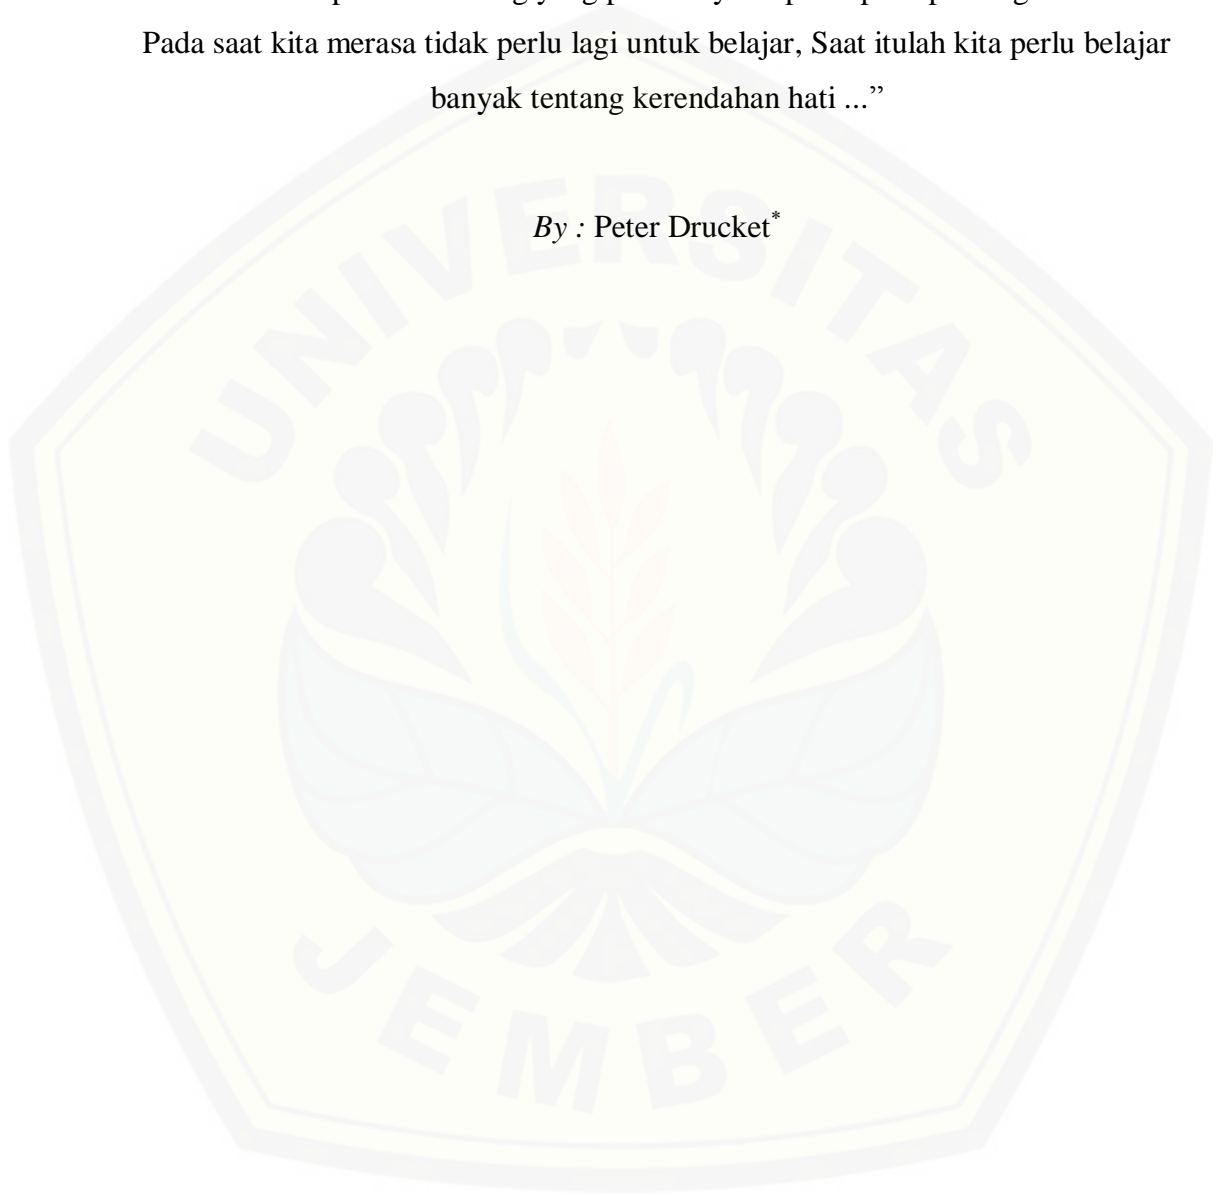 yang
Pada saat kita merasa tidak perlu lagi untuk belajar, Saat itulah kita perlu belajar
banyak tentang kerendahan hati ...”
By : Peter Drucket*
UNIVERSITAS
JEMBER